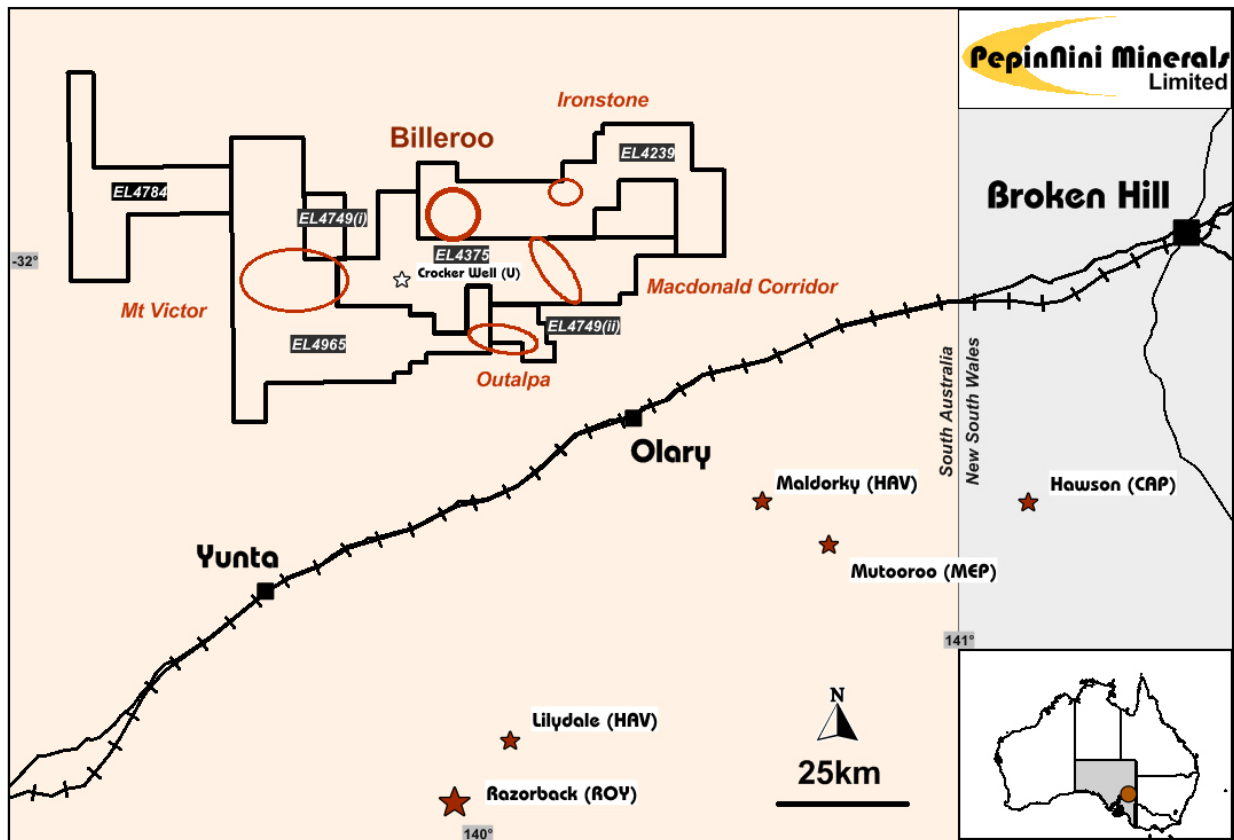 PepinNini Minerals
Limited
Ironstone
Billeroo
EL4239
EL4784
Broken Hill
EL4749(i)
EL4375
-32°
Crocker Well (U)
Macdonald Corridor
Mt Victor
EL4749(ii)
EL4965
Outalpa
South Australia
New South Wales
Olary
Maldorky (HAV)
Hawson (CAP)
Yunta
Mutooroo (MEP)
141°
N
Lilydale (HAV)
25km
Razorback (ROY)
140°